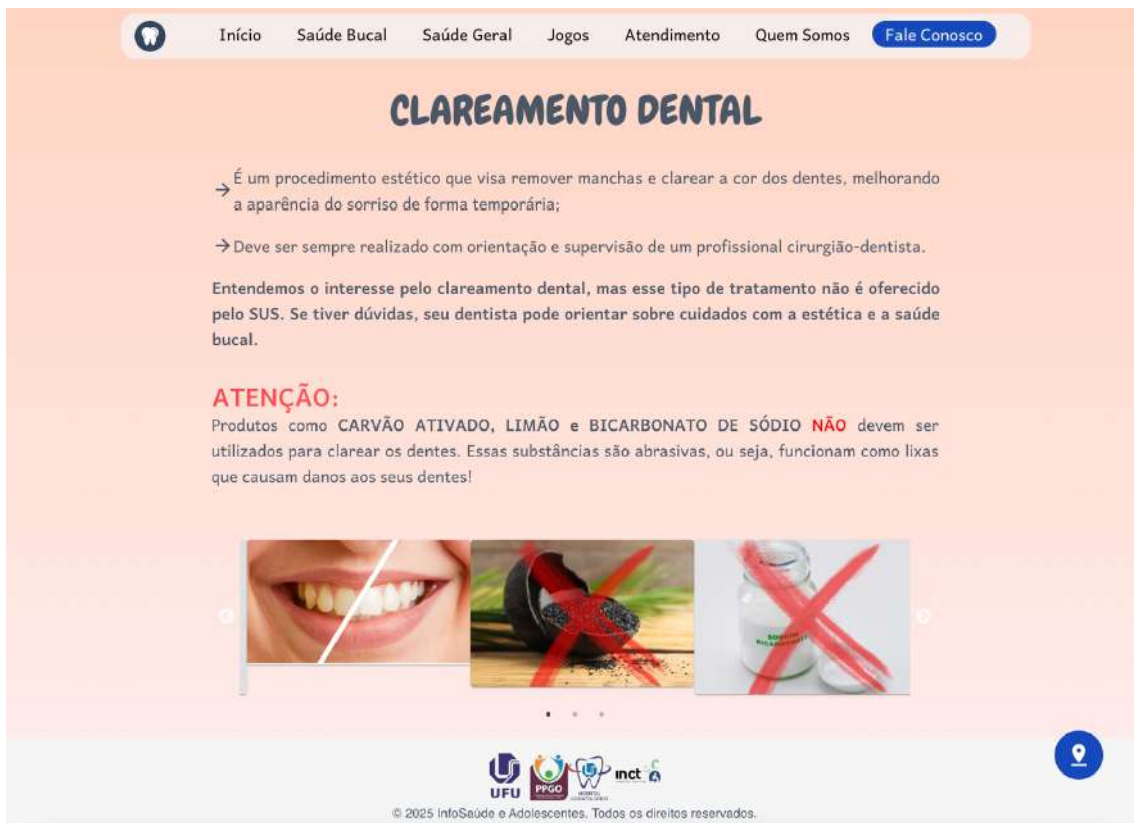 Início Saúde Bucal Saúde Geral Jogos Atendimento Quem Somos Fale Conosco
CLAREAMENTO DENTAL
→ É um procedimento estético que visa remover manchas e clarear a cor dos dentes, melhorando
a aparência do sorriso de forma temporária;
→ Deve ser sempre realizado com orientação e supervisão de um profissional cirurgião-dentista.
Entendemos o interesse pelo clareamento dental, mas esse tipo de tratamento não é oferecido
pelo SUS. Se tiver dúvidas, seu dentista pode orientar sobre cuidados com a estética e a saúde
bucal.
ATENÇÃO:
Produtos como CARVÃO ATIVADO, LIMÃO e BICARBONATO DE SÓDIO NÃO devem ser
utilizados para clarear os dentes. Essas substâncias são abrasivas, ou seja, funcionam como lixas
que causam danos aos seus dentes!
UFU PPGO inct
© 2025 InfoSaúde e Adolescentes. Todos os direitos reservados.